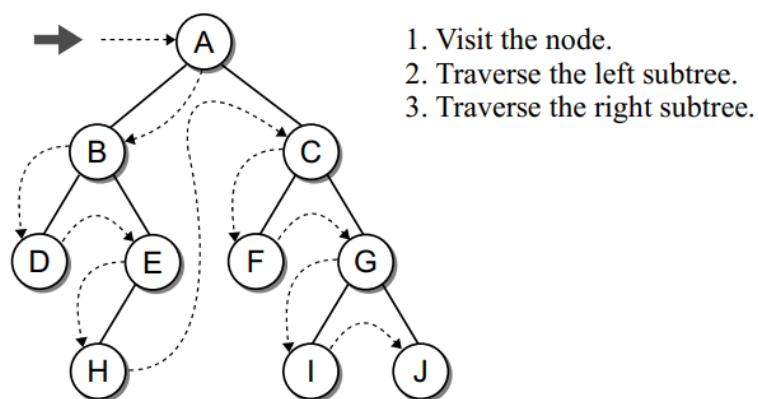 A
1. Visit the node.
2. Traverse the left subtree.
3. Traverse the right subtree.
B
C
D
E
F
G
H
I
J